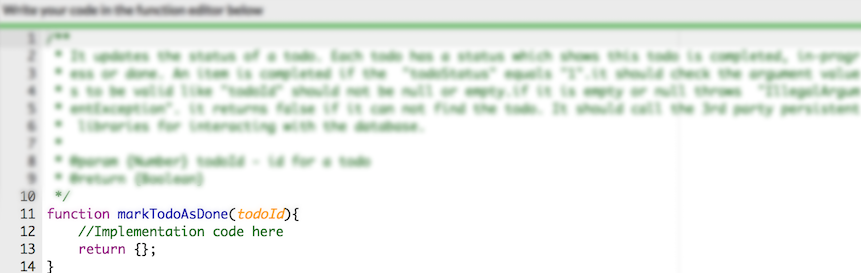 Write your code in the function editor below
1 /**
2 * It updates the status of a todo. Each todo has a status which shows this todo is completed, in-progr
3 * ess or done. An item is completed if the "todoStatus" equals "1".it should check the argument value
4 * s to be valid like "todoId" should not be null or empty.if it is empty or null throws "IllegalArgum
5 * entException". it returns false if it can not find the todo. It should call the 3rd party persistent
6 * libraries for interacting with the database.
7 *
8 * @param {Number} todoId - id for a todo
9 * @return {Boolean}
10 */
11 function markTodoAsDone(todoId){
12 //Implementation code here
13 return {};
14 }